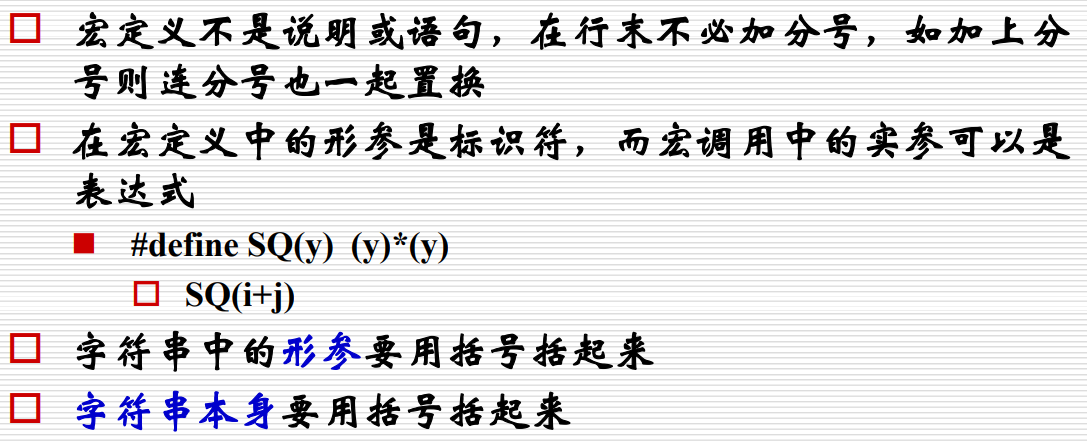 宏定义不是说明或语句，在行末不必加分号，如加上分
号则连分号也一起置换
在宏定义中的形参是标识符，而宏调用中的实参可以是
表达式
#define SQ(y)  (y)*(y)
SQ(i+j)
字符串中的形参要用括号括起来
字符串本身要用括号括起来